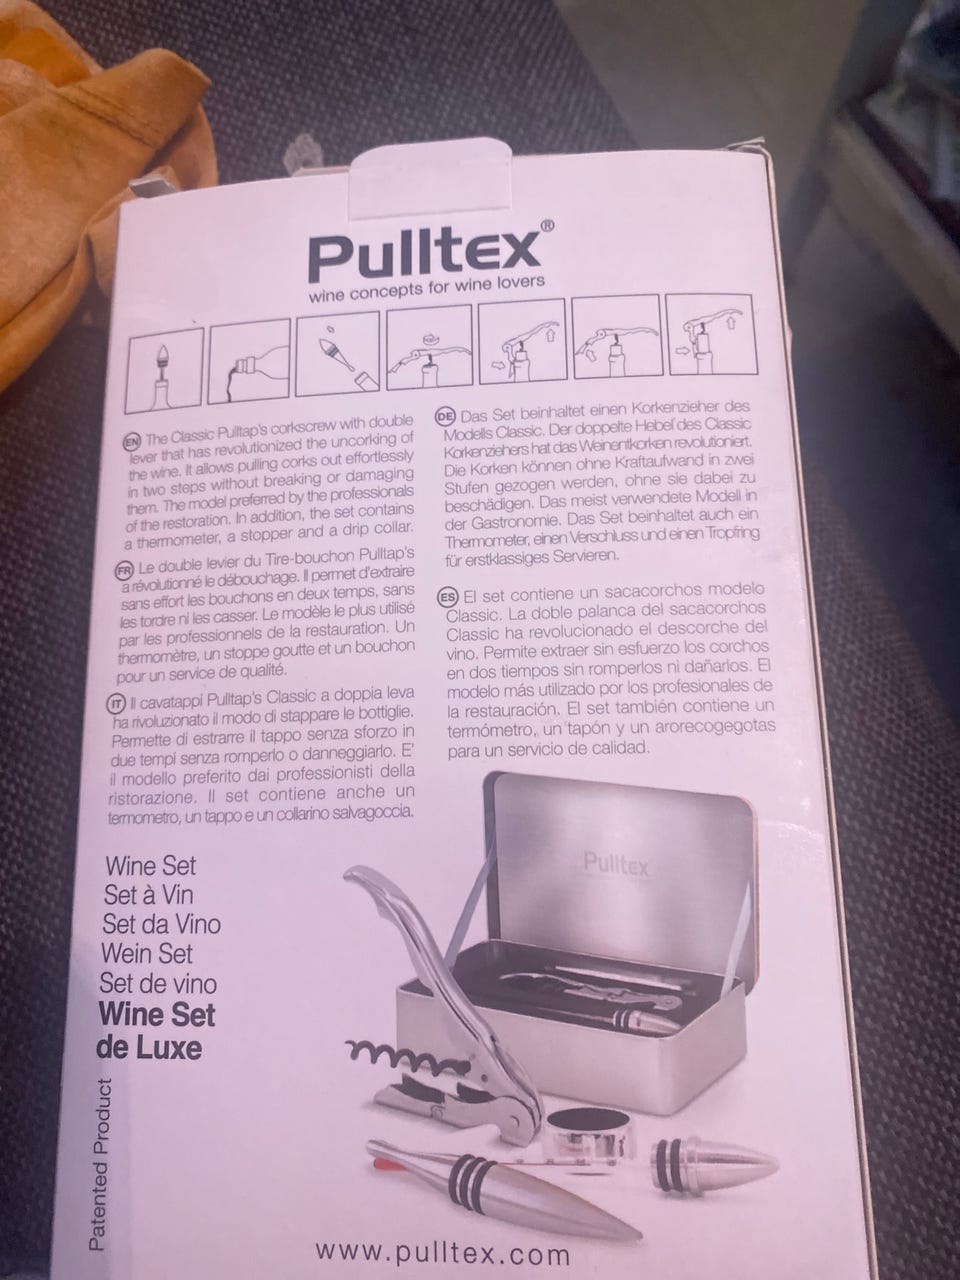 Pulltex®
wine concepts for wine lovers
EN The Classic Pulltap's corkscrew with double
lever that has revolutionized the uncorking of
the wine. It allows pulling corks out effortlessly
in two steps without breaking or damaging
them. The model preferred by the professionals
of the restoration. In addition, the set contains
a thermometer, a stopper and a drip collar.
FR Le double levier du Tire-bouchon Pulltap's
a révolutionné le débouchage. Il permet d'extraire
sans effort les bouchons en deux temps, sans
les tordre ni les casser. Le modèle le plus utilisé
par les professionnels de la restauration. Un
thermomètre, un stoppe goutte et un bouchon
pour un service de qualité.
IT Il cavatappi Pulltap's Classic a doppia leva
ha rivoluzionato il modo di stappare le bottiglie.
Permette di estrarre il tappo senza sforzo in
due tempi senza romperlo o danneggiarlo. E'
il modello preferito dai professionisti della
ristorazione. Il set contiene anche un
termometro, un tappo e un collarino salvagoccia.
DE Das Set beinhaltet einen Korkenzieher des
Modells Classic. Der doppelte Hebel des Classic
Korkenziehers hat das Weinentkorken revolutioniert.
Die Korken können ohne Kraftaufwand in zwei
Stufen gezogen werden, ohne sie dabei zu
beschädigen. Das meist verwendete Modell in
der Gastronomie. Das Set beinhaltet auch ein
Thermometer, einen Verschluss und einen Tropfring
für erstklassiges Servieren.
ES El set contiene un sacacorchos modelo
Classic. La doble palanca del sacacorchos
Classic ha revolucionado el descorche del
vino. Permite extraer sin esfuerzo los corchos
en dos tiempos sin romperlos ni dañarlos. El
modelo más utilizado por los profesionales de
la restauración. El set también contiene un
termómetro, un tapón y un arorecogegotas
para un servicio de calidad.
Pulltex
Wine Set
Set à Vin
Set da Vino
Wein Set
Set de vino
Wine Set
de Luxe
Patented Product
www.pulltex.com